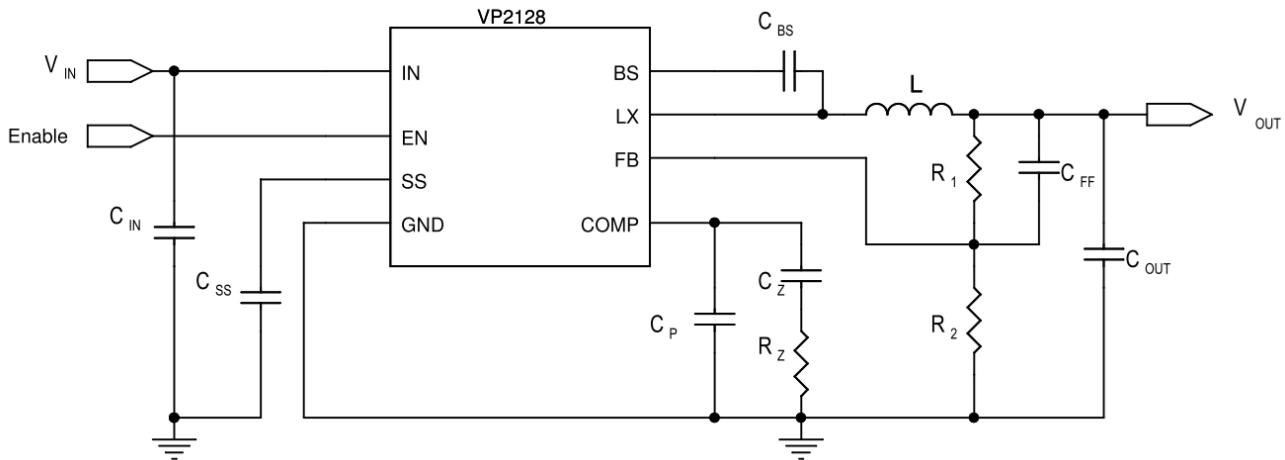 VP2128
C BS
V IN
IN
BS
L
LX
V OUT
Enable
EN
FB
R 1
C FF
SS
C IN
GND
COMP
C OUT
C SS
C Z
C P
R Z
R 2